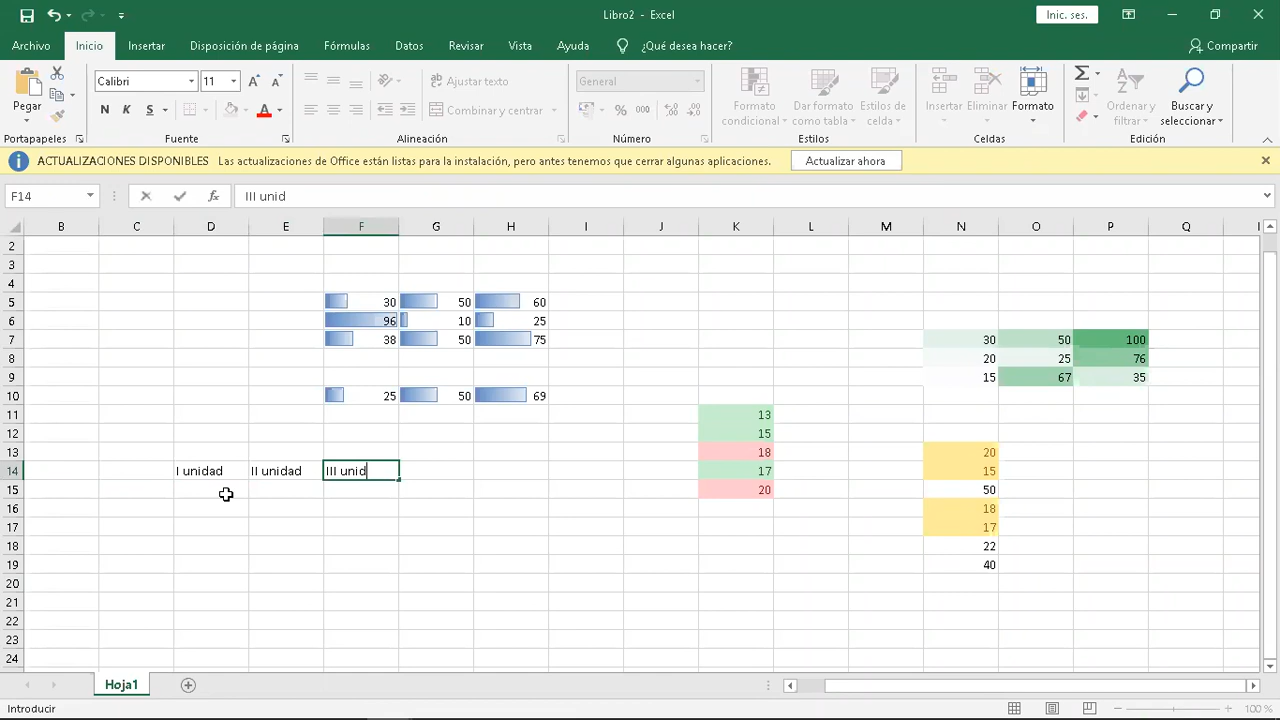 Libro2 - Excel
Inic. ses.
Archivo Inicio Insertar Disposición de página Fórmulas Datos Revisar Vista Ayuda ¿Qué desea hacer? Compartir
Pegar
Calibri 11
N K S
Ajustar texto
Combinar y centrar
General
% 000
Formato condicional
Dar formato como tabla
Estilos de celda
Insertar Eliminar Formato
Ordenar y filtrar
Buscar y seleccionar
Portapapeles Fuente Alineación Número Estilos Celdas Edición
ACTUALIZACIONES DISPONIBLES Las actualizaciones de Office están listas para la instalación, pero antes tenemos que cerrar algunas aplicaciones. Actualizar ahora
F14 fx III unid
B C D E F G H I J K L M N O P Q
2
3
4
5 30 50 60
6 96 10 25
7 38 50 75 30 50 100
8 20 25 76
9 15 67 35
10 25 50 69
11 13
12 15
13 18 20
14 I unidad II unidad III unid 17 15
15 20 50
16 18
17 17
18 22
19 40
20
21
22
23
24
Hoja1
Introducir 100 %